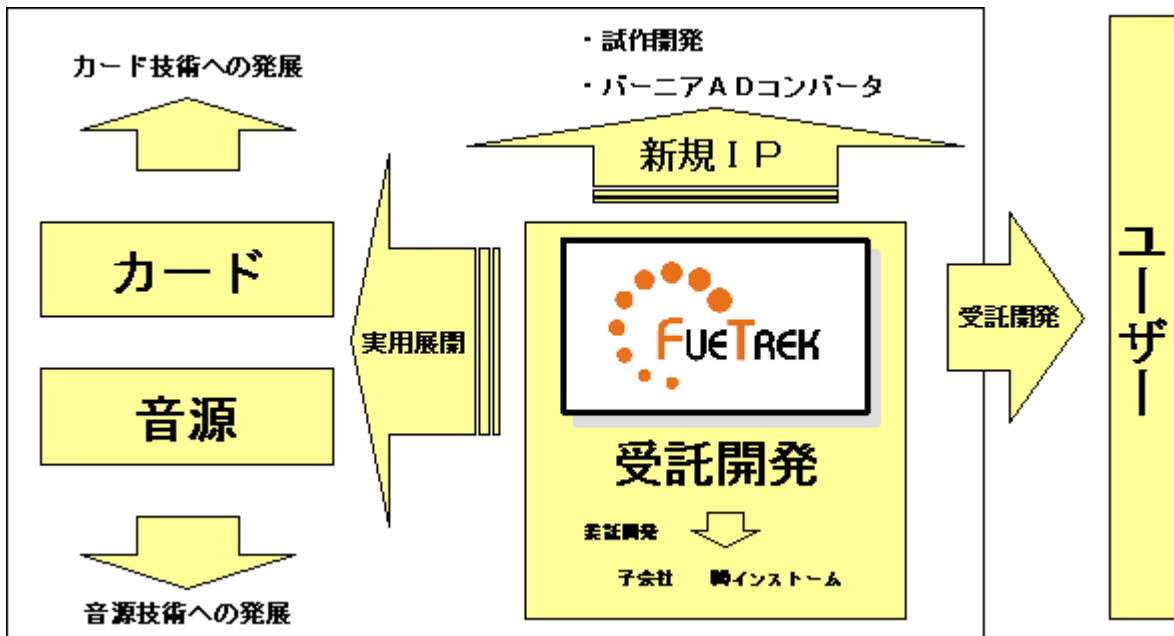 ・試作開発
カード技術への発展
・バーニアＡＤコンバータ
新規ＩＰ
カード
FUETREK
ユーザー
受託開発
実用展開
音源
受託開発
委託開発
子会社 ㈱インストーム
音源技術への発展